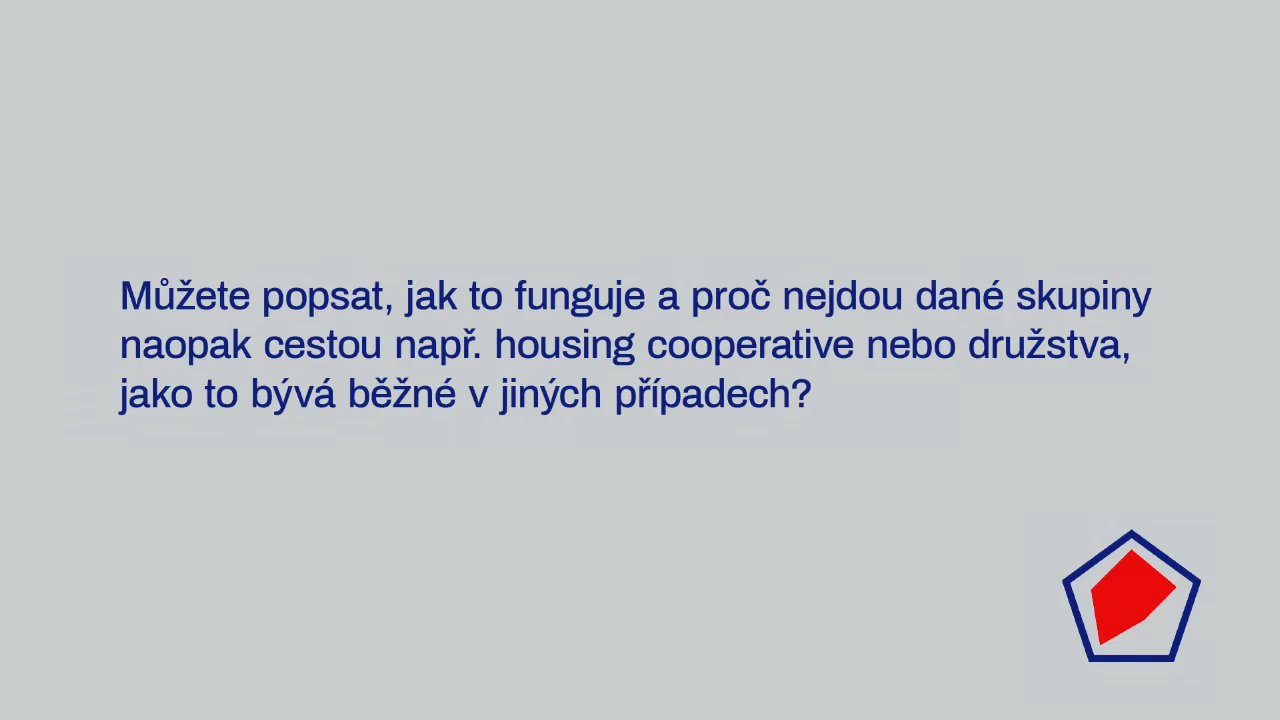 Můžete popsat, jak to funguje a proč nejdou dané skupiny
naopak cestou např. housing cooperative nebo družstva,
jako to bývá běžné v jiných případech?